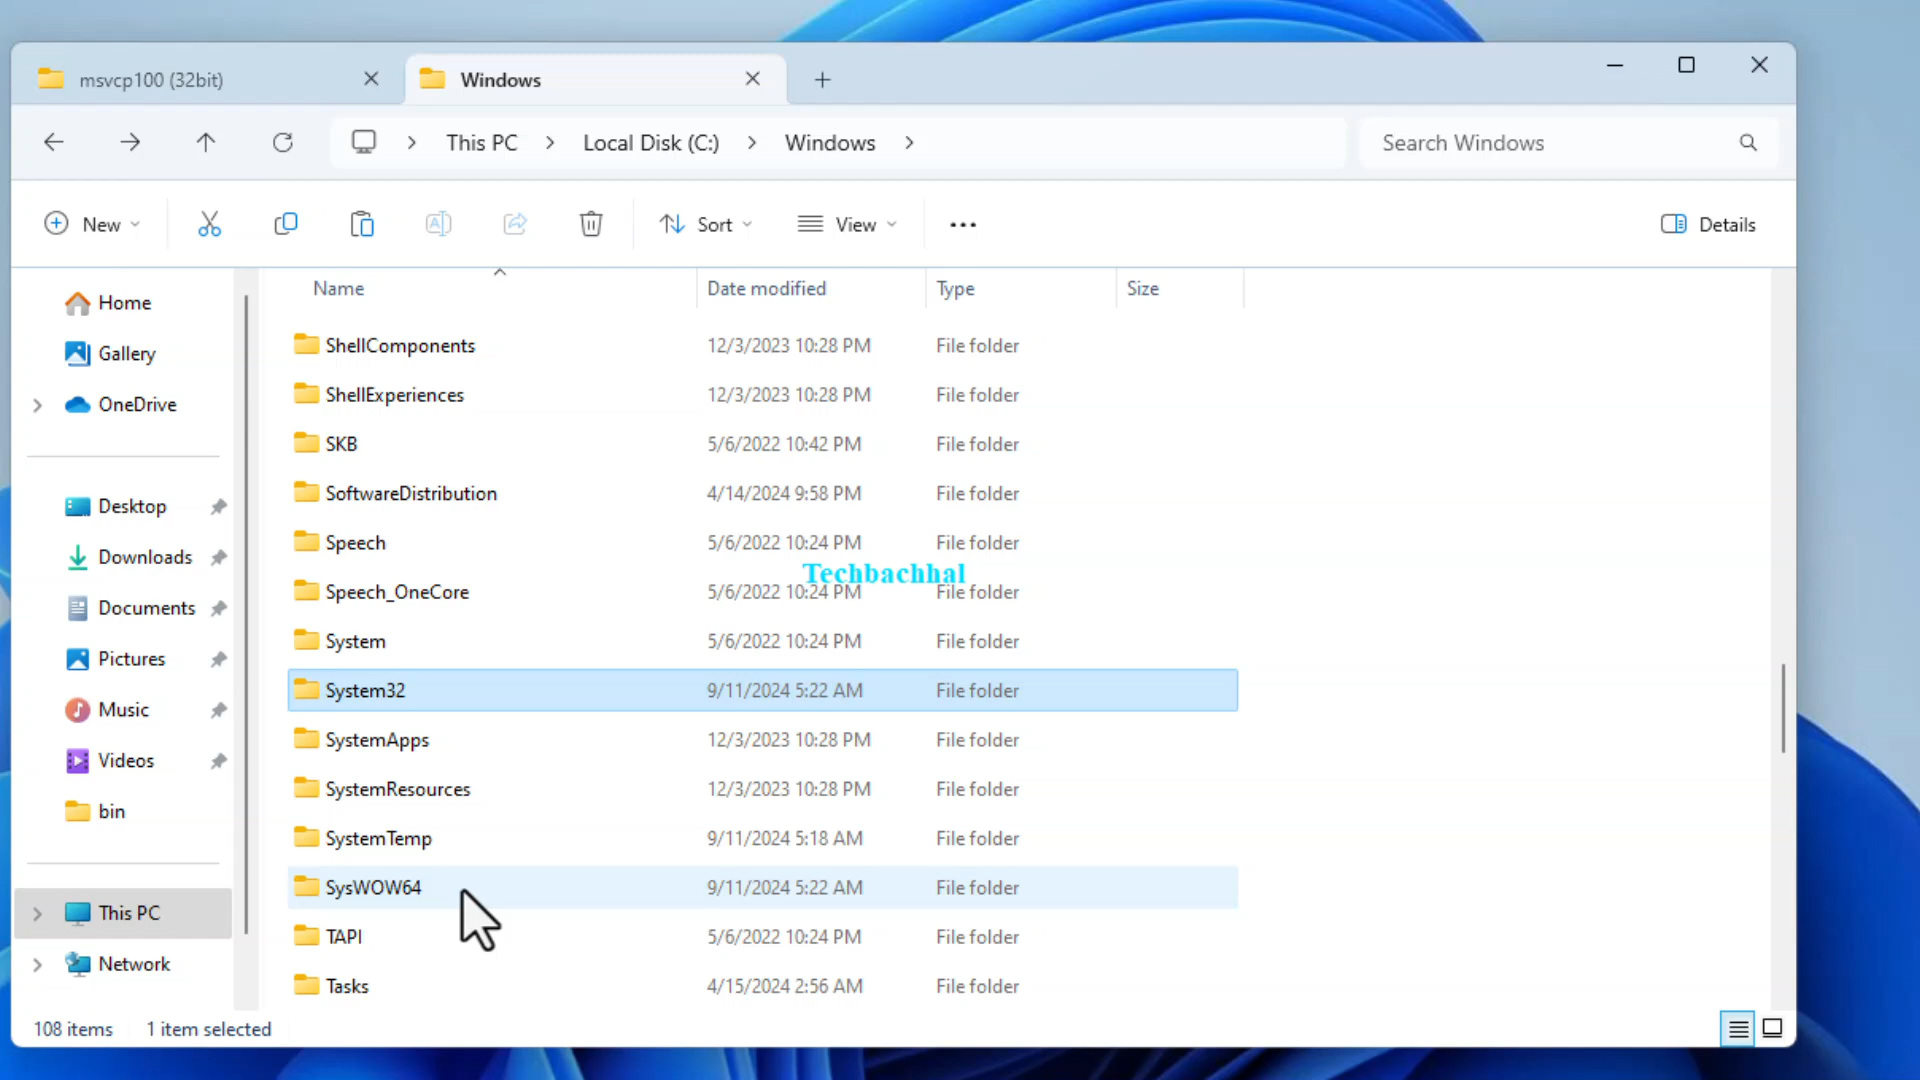 msvcp100 (32bit)
Windows
This PC
Local Disk (C:)
Windows
Search Windows
New
Sort
View
Details
Name
Date modified
Type
Size
Home
Gallery
OneDrive
Desktop
Downloads
Documents
Pictures
Music
Videos
bin
This PC
Network
ShellComponents 12/3/2023 10:28 PM File folder
ShellExperiences 12/3/2023 10:28 PM File folder
SKB 5/6/2022 10:42 PM File folder
SoftwareDistribution 4/14/2024 9:58 PM File folder
Speech 5/6/2022 10:24 PM File folder
Techbachhal
Speech_OneCore 5/6/2022 10:24 PM File folder
System 5/6/2022 10:24 PM File folder
System32 9/11/2024 5:22 AM File folder
SystemApps 12/3/2023 10:28 PM File folder
SystemResources 12/3/2023 10:28 PM File folder
SystemTemp 9/11/2024 5:18 AM File folder
SysWOW64 9/11/2024 5:22 AM File folder
TAPI 5/6/2022 10:24 PM File folder
Tasks 4/15/2024 2:56 AM File folder
108 items 1 item selected